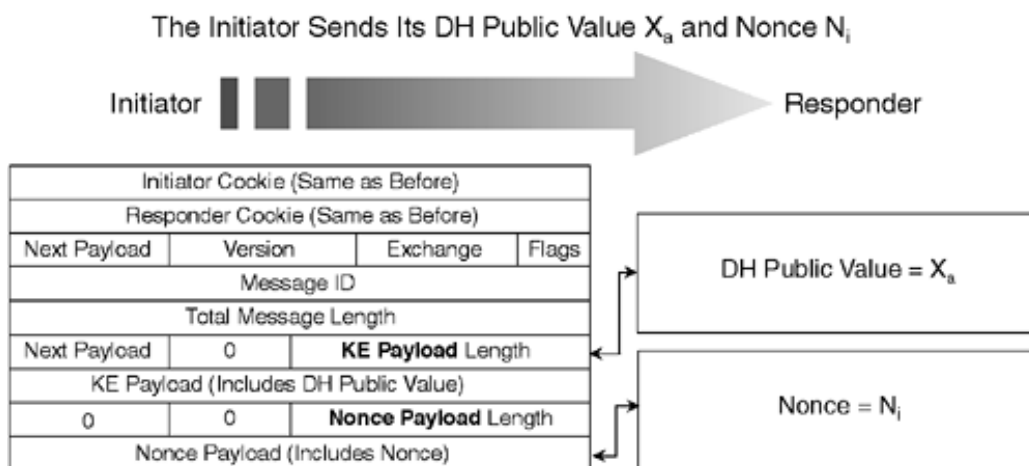 The Initiator Sends Its DH Public Value Xa and Nonce Ni
Initiator
Responder
Initiator Cookie (Same as Before)
Responder Cookie (Same as Before)
Next Payload Version Exchange Flags
Message ID
Total Message Length
Next Payload 0 KE Payload Length
KE Payload (Includes DH Public Value)
0 0 Nonce Payload Length
Nonce Payload (Includes Nonce)
DH Public Value = Xa
Nonce = Ni